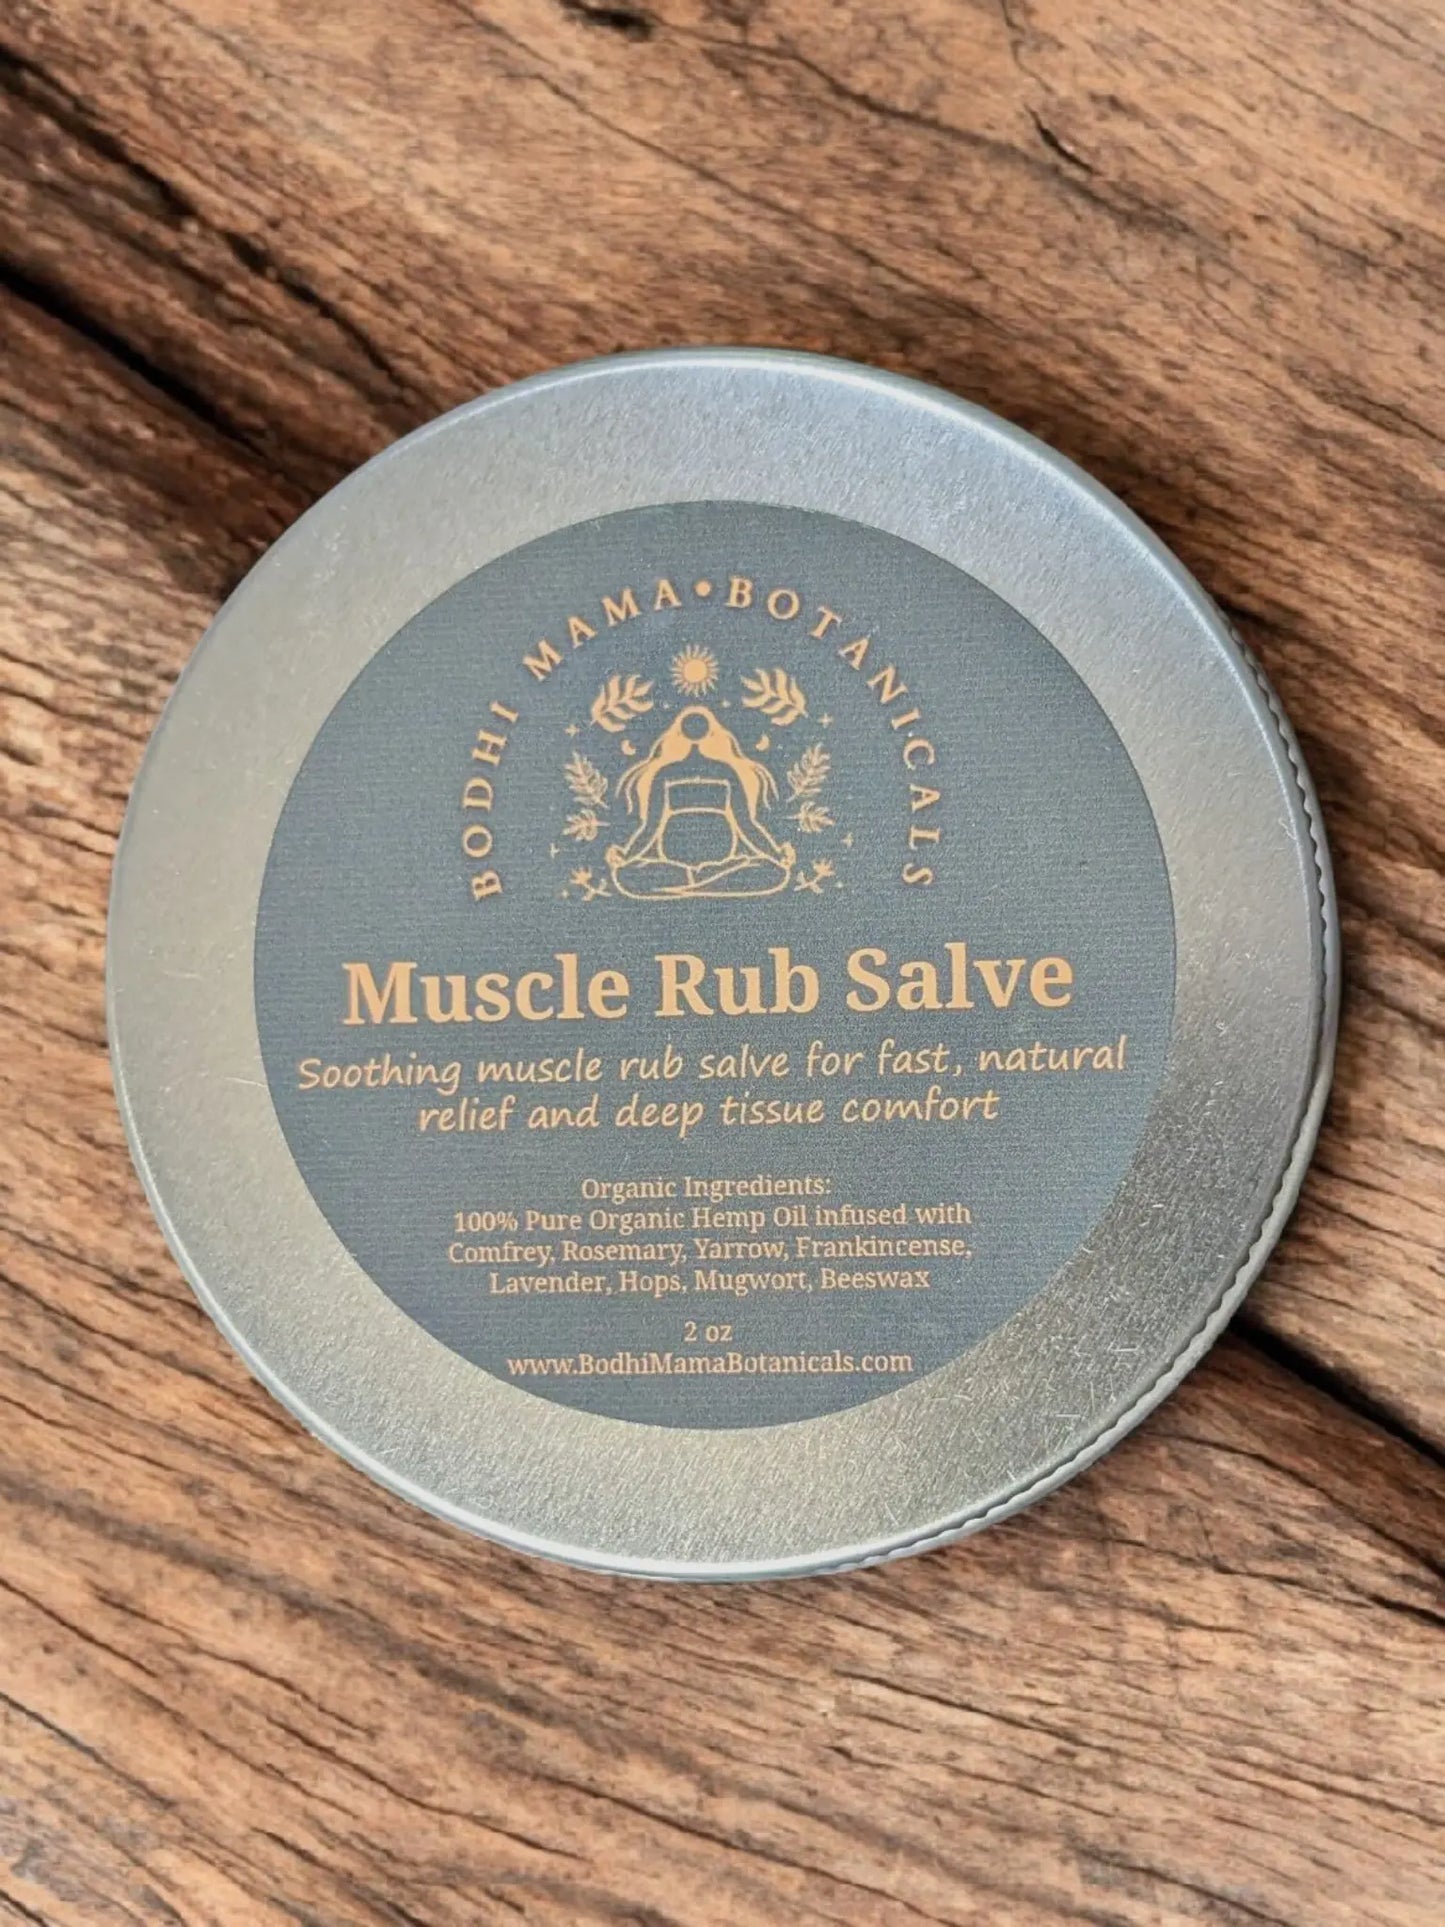 BODHI MAMA • BOTANICALS
Muscle Rub Salve
Soothing muscle rub salve for fast, natural
relief and deep tissue comfort
Organic Ingredients:
100% Pure Organic Hemp Oil infused with
Comfrey, Rosemary, Yarrow, Frankincense,
Lavender, Hops, Mugwort, Beeswax
2 oz
www.BodhiMamaBotanicals.com